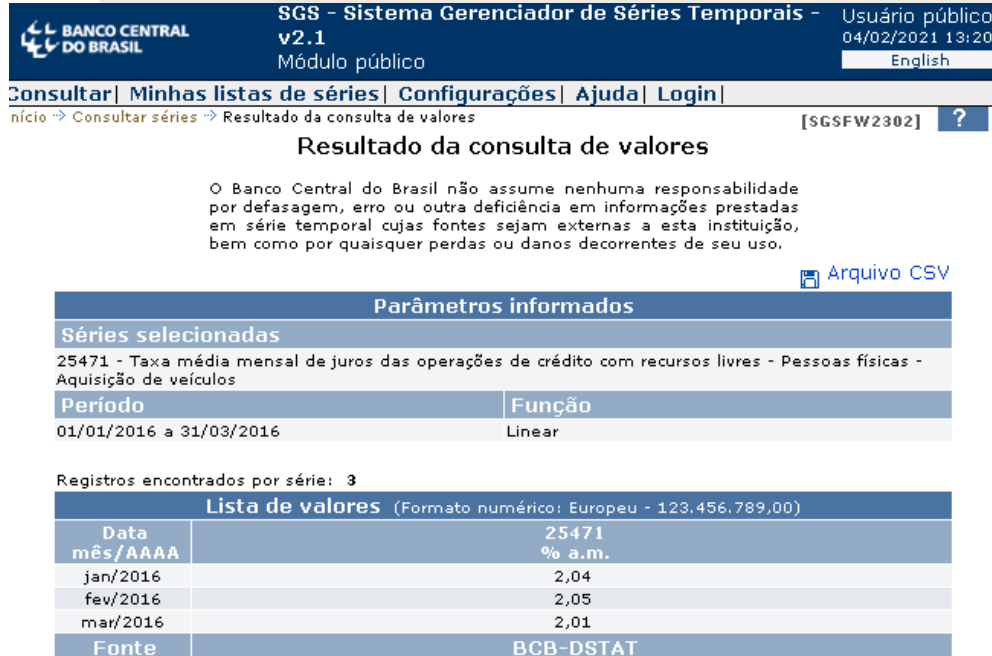 BANCO CENTRAL
DO BRASIL
SGS - Sistema Gerenciador de Séries Temporais -
v2.1
Módulo público
Usuário público
04/02/2021 13:20
English
Consultar| Minhas listas de séries| Configurações| Ajuda| Login|
nício Consultar séries Resultado da consulta de valores
[SGSFW2302] ?
Resultado da consulta de valores
O Banco Central do Brasil não assume nenhuma responsabilidade
por defasagem, erro ou outra deficiência em informações prestadas
em série temporal cujas fontes sejam externas a esta instituição,
bem como por quaisquer perdas ou danos decorrentes de seu uso.
Arquivo CSV
Parâmetros informados
Séries selecionadas
25471 - Taxa média mensal de juros das operações de crédito com recursos livres - Pessoas físicas -
Aquisição de veículos
Período Função
01/01/2016 a 31/03/2016 Linear
Registros encontrados por série: 3
Lista de valores (Formato numérico: Europeu - 123.456.789,00)
Data 25471
mês/AAAA % a.m.
jan/2016 2,04
fev/2016 2,05
mar/2016 2,01
Fonte BCB-DSTAT